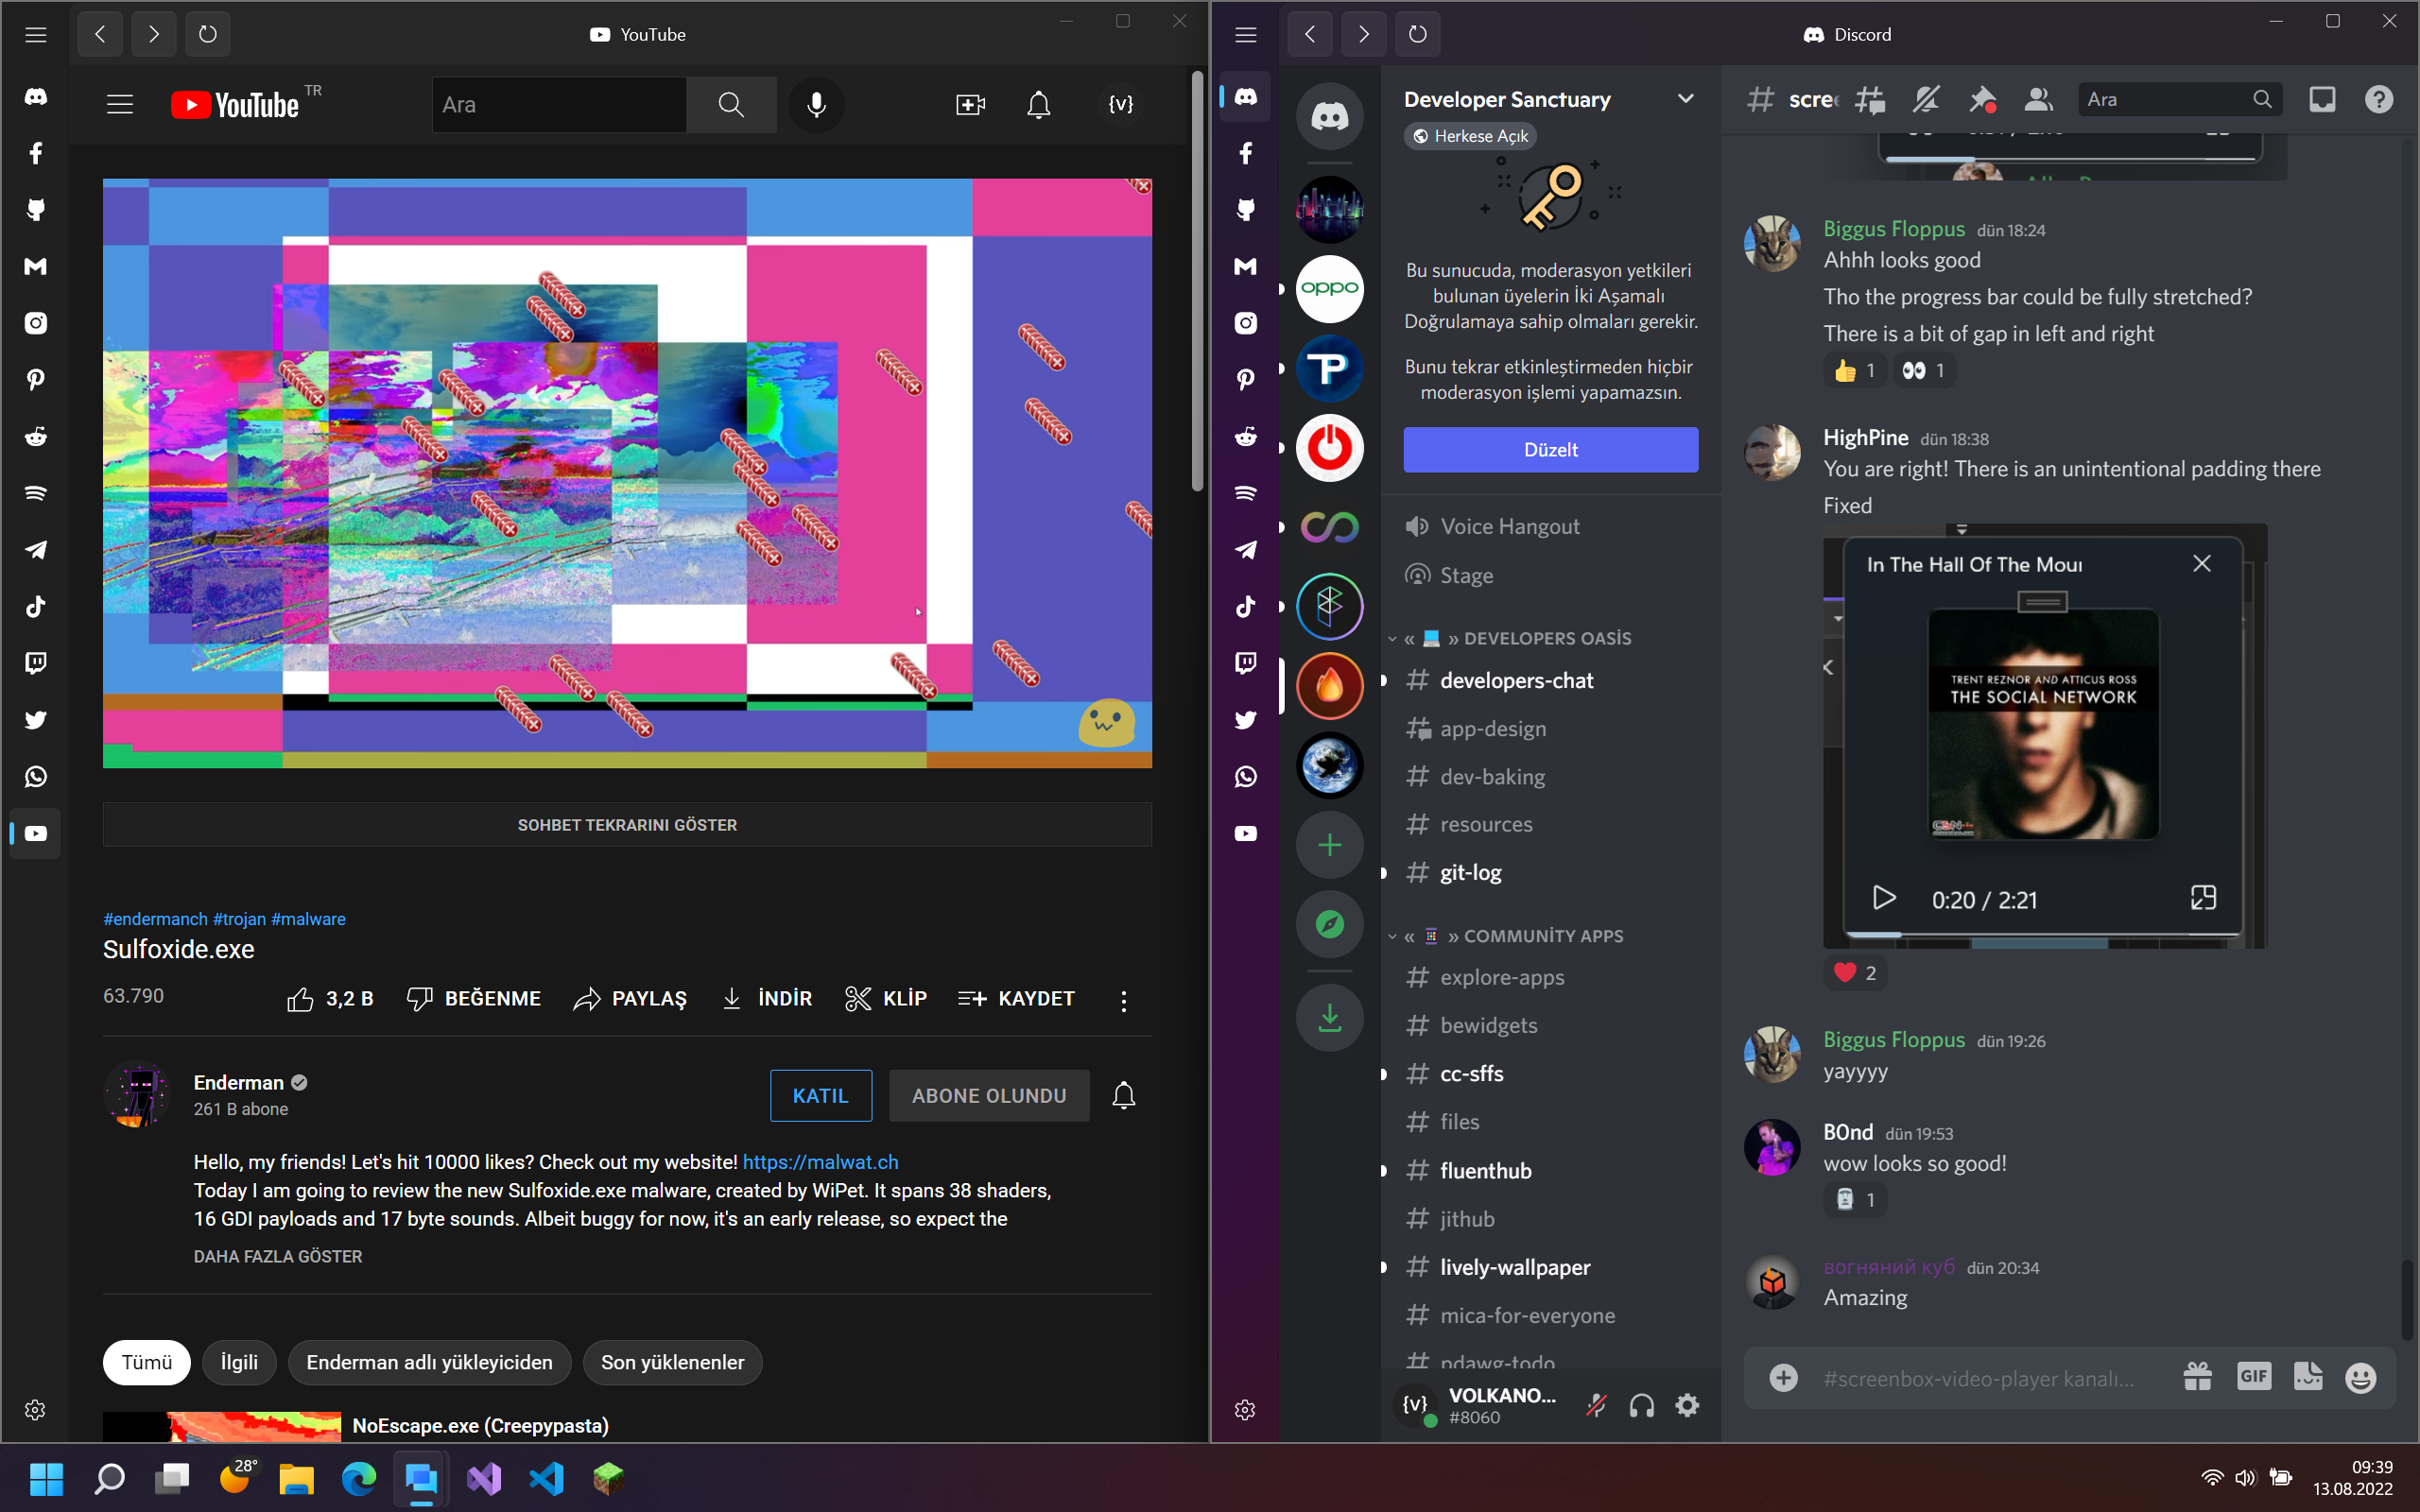 YouTube
YouTube TR
Ara
{v}
SOHBET TEKRARINI GÖSTER
#endermanch #trojan #malware
Sulfoxide.exe
63.790
3,2 B
BEĞENME
PAYLAŞ
İNDİR
KLİP
KAYDET
Enderman
261 B abone
KATIL
ABONE OLUNDU
Hello, my friends! Let's hit 10000 likes? Check out my website! https://malwat.ch
Today I am going to review the new Sulfoxide.exe malware, created by WiPet. It spans 38 shaders,
16 GDI payloads and 17 byte sounds. Albeit buggy for now, it's an early release, so expect the
DAHA FAZLA GÖSTER
Tümü
İlgili
Enderman adlı yükleyiciden
Son yüklenenler
NoEscape.exe (Creepypasta)
Discord
oppo
TP
Developer Sanctuary
Herkese Açık
Bu sunucuda, moderasyon yetkileri
bulunan üyelerin İki Aşamalı
Doğrulamaya sahip olmaları gerekir.
Bunu tekrar etkinleştirmeden hiçbir
moderasyon işlemi yapamazsın.
Düzelt
Voice Hangout
Stage
« 💻 » DEVELOPERS OASİS
developers-chat
app-design
dev-baking
resources
git-log
« » COMMUNİTY APPS
explore-apps
bewidgets
cc-sffs
files
fluenthub
jithub
lively-wallpaper
mica-for-everyone
pdawg-todo
{v}
VOLKANO...
#8060
# scre
Ara
Biggus Floppus dün 18:24
Ahhh looks good
Tho the progress bar could be fully stretched?
There is a bit of gap in left and right
👍 1 👀 1
HighPine dün 18:38
You are right! There is an unintentional padding there
Fixed
In The Hall Of The Mour
TRENT REZNOR AND ATTICUS ROSS
THE SOCIAL NETWORK
0:20 / 2:21
❤️ 2
Biggus Floppus dün 19:26
yayyyy
B0nd dün 19:53
wow looks so good!
🗿 1
вогняний куб dün 20:34
Amazing
#screenbox-video-player kanalı...
GIF
28°
09:39
13.08.2022